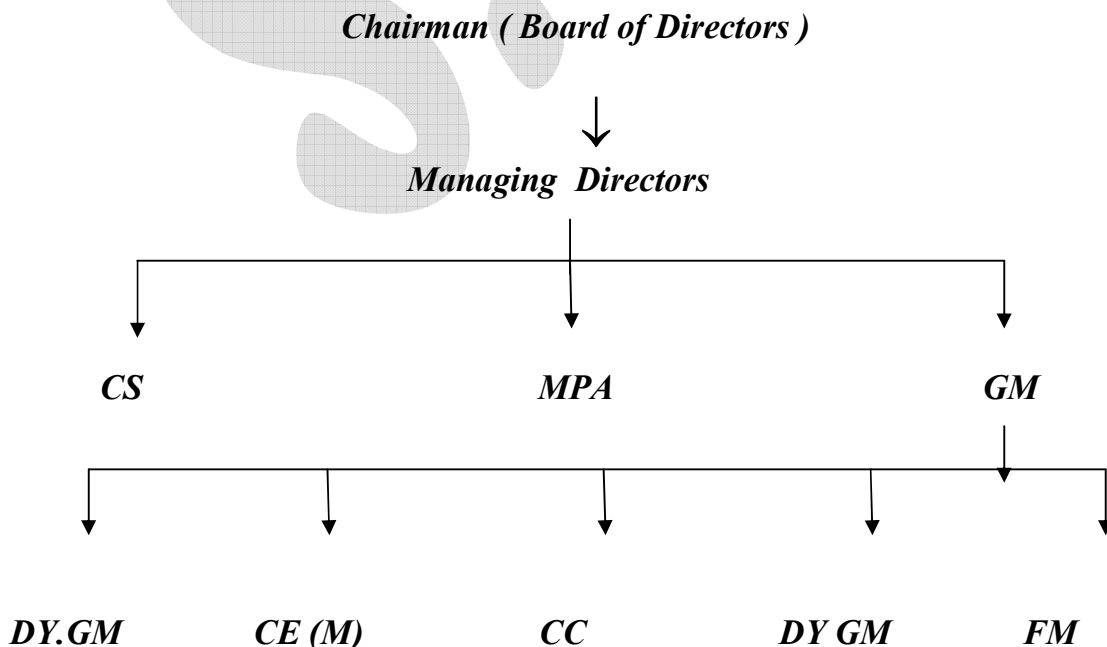 Chairman ( Board of Directors )
Managing Directors
CS MPA GM
DY.GM CE (M) CC DY GM FM